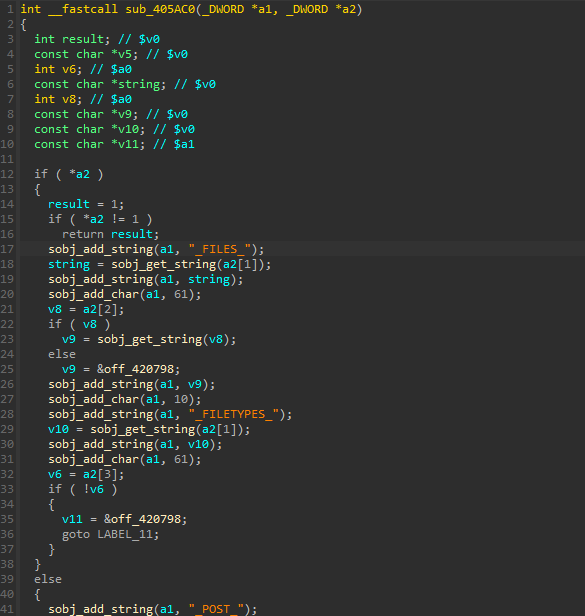 1 int __fastcall sub_405AC0(_DWORD *a1, _DWORD *a2)
2 {
3   int result; // $v0
4   const char *v5; // $v0
5   int v6; // $a0
6   const char *string; // $v0
7   int v8; // $a0
8   const char *v9; // $v0
9   const char *v10; // $v0
10   const char *v11; // $a1
11
12   if ( *a2 )
13   {
14     result = 1;
15     if ( *a2 != 1 )
16       return result;
17     sobj_add_string(a1, "_FILES_");
18     string = sobj_get_string(a2[1]);
19     sobj_add_string(a1, string);
20     sobj_add_char(a1, 61);
21     v8 = a2[2];
22     if ( v8 )
23       v9 = sobj_get_string(v8);
24     else
25       v9 = &off_420798;
26     sobj_add_string(a1, v9);
27     sobj_add_char(a1, 10);
28     sobj_add_string(a1, "_FILETYPES_");
29     v10 = sobj_get_string(a2[1]);
30     sobj_add_string(a1, v10);
31     sobj_add_char(a1, 61);
32     v6 = a2[3];
33     if ( !v6 )
34     {
35       v11 = &off_420798;
36       goto LABEL_11;
37     }
38   }
39   else
40   {
41     sobj_add_string(a1, "_POST_");